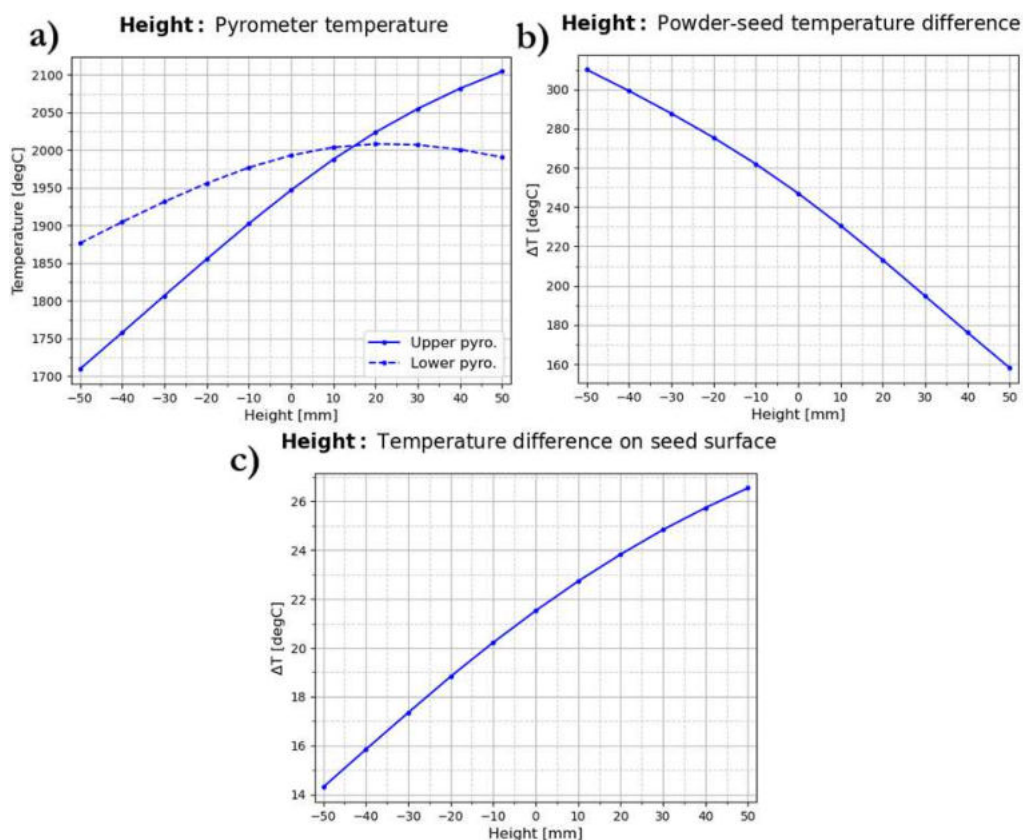 a)
Height: Pyrometer temperature
2100
2050
2000
1950
1900
1850
1800
1750
1700
Temperature [degC]
Upper pyro.
Lower pyro.
−50 −40 −30 −20 −10 0 10 20 30 40 50
Height [mm]
b)
Height: Powder-seed temperature difference
300
280
260
240
220
200
180
160
ΔT [degC]
−50 −40 −30 −20 −10 0 10 20 30 40 50
Height [mm]
c)
Height: Temperature difference on seed surface
26
24
22
20
18
16
14
ΔT [degC]
−50 −40 −30 −20 −10 0 10 20 30 40 50
Height [mm]